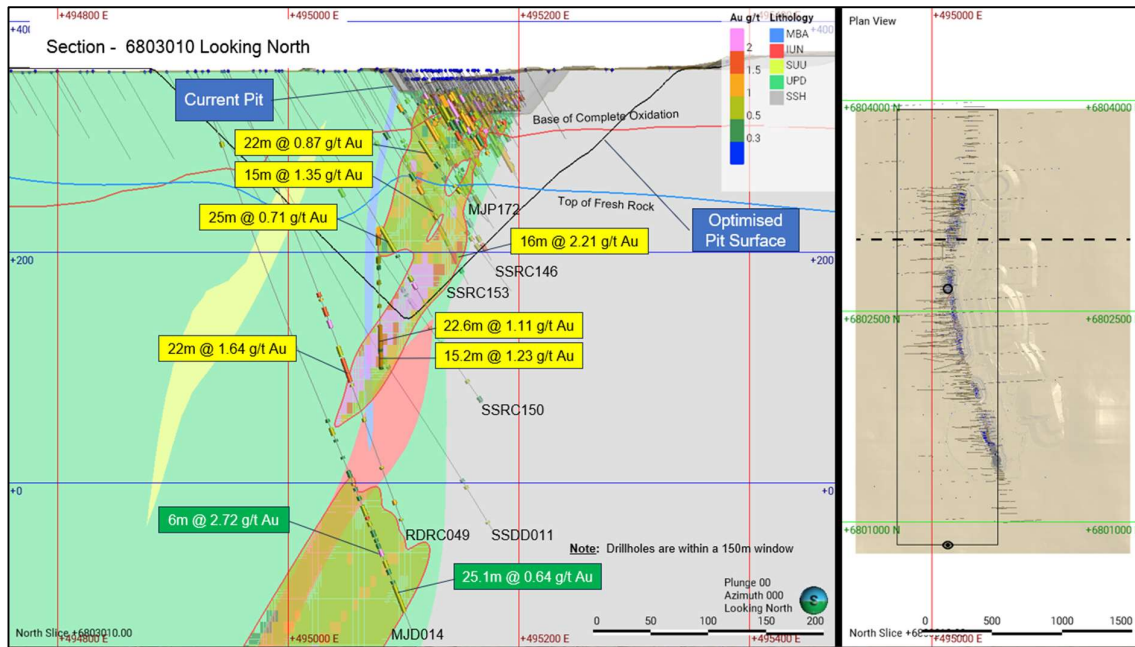 +494800 E
+495000 E
+495200 E
+400
+400
Section - 6803010 Looking North
Au g/t
Lithology
2
1.5
1
0.5
0.3
MBA
IUN
SUU
UPD
SSH
Current Pit
Base of Complete Oxidation
22m @ 0.87 g/t Au
15m @ 1.35 g/t Au
25m @ 0.71 g/t Au
MJP172
Top of Fresh Rock
Optimised
Pit Surface
16m @ 2.21 g/t Au
+200
+200
SSRC146
SSRC153
22.6m @ 1.11 g/t Au
15.2m @ 1.23 g/t Au
22m @ 1.64 g/t Au
SSRC150
+0
+0
6m @ 2.72 g/t Au
RDRC049
SSDD011
Note: Drillholes are within a 150m window
25.1m @ 0.64 g/t Au
Plunge 00
Azimuth 000
Looking North
0
50
100
150
200
MJD014
North Slice +6803010.00
+494800 E
+495000 E
+495200 E
+495400 E
Plan View
+495000 E
+6804000 N
+6804000
+6802500 N
+6802500
+6801000 N
+6801000
0
500
1000
1500
North Slice +680
+495000 E